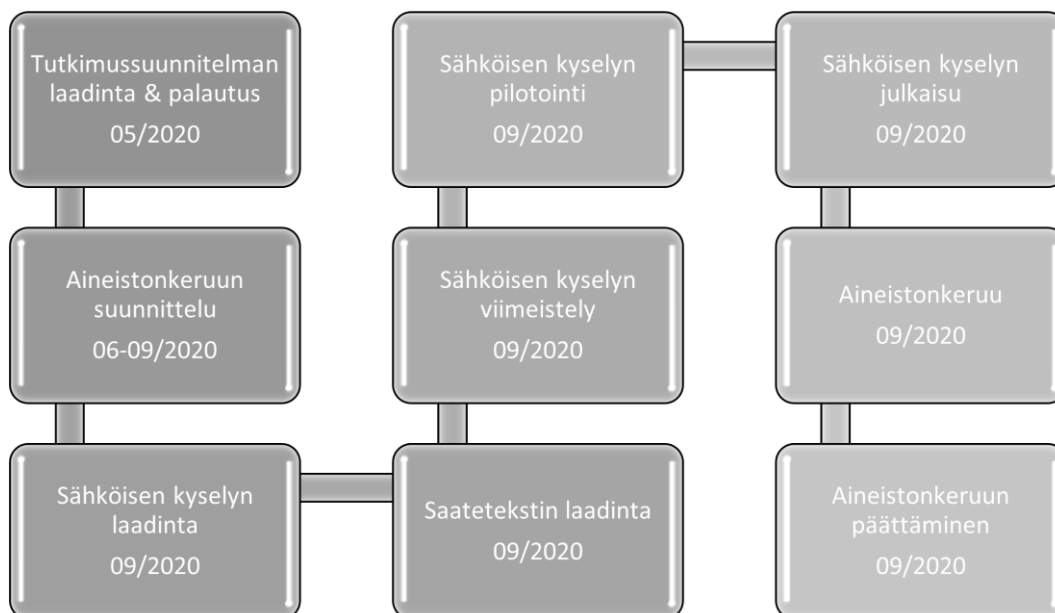 Tutkimussuunnitelman
laadinta & palautus
05/2020
Aineistonkeruun
suunnittelu
06-09/2020
Sähköisen kyselyn
laadinta
09/2020
Saatetekstin laadinta
09/2020
Sähköisen kyselyn
viimeistely
09/2020
Sähköisen kyselyn
pilotointi
09/2020
Sähköisen kyselyn
julkaisu
09/2020
Aineistonkeruu
09/2020
Aineistonkeruun
päättäminen
09/2020